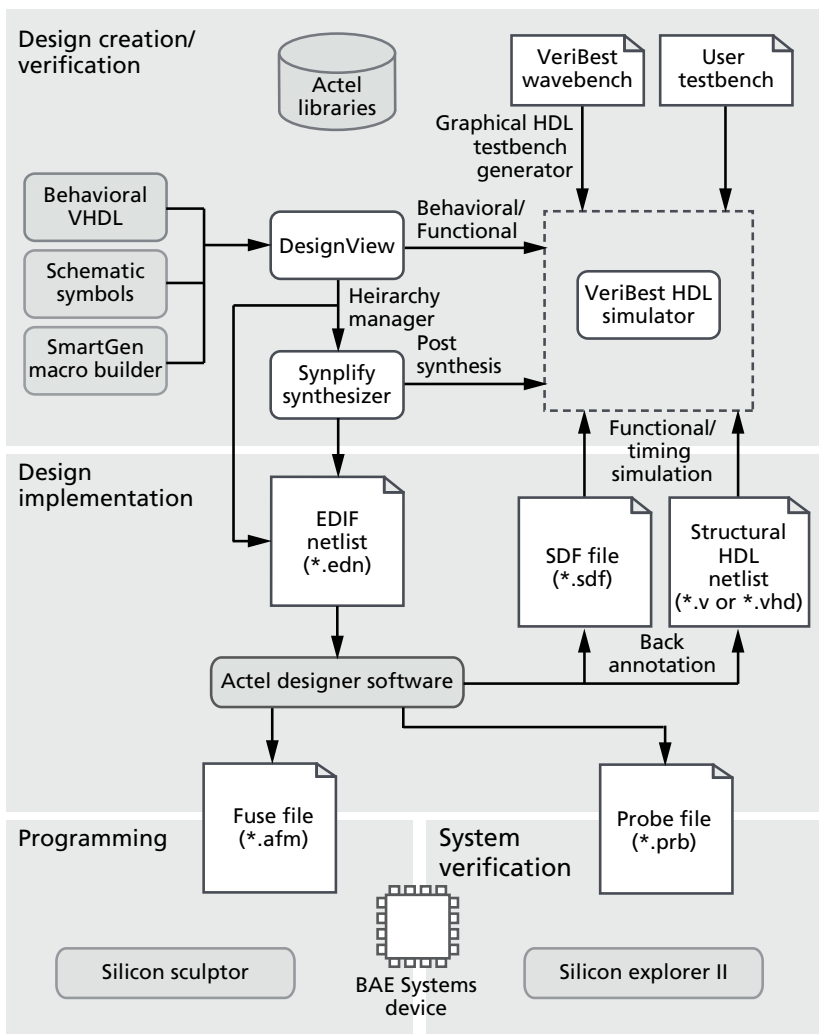 Design creation/
verification
Actel
libraries
VeriBest
wavebench
User
testbench
Graphical HDL
testbench
generator
Behavioral
VHDL
Schematic
symbols
SmartGen
macro builder
DesignView
Behavioral/
Functional
VeriBest HDL
simulator
Heirarchy
manager
Synplify
synthesizer
Post
synthesis
Functional/
timing
simulation
Design
implementation
EDIF
netlist
(*.edn)
SDF file
(*.sdf)
Structural
HDL
netlist
(*.v or *.vhd)
Back
annotation
Actel designer software
Fuse file
(*.afm)
Probe file
(*.prb)
Programming
System
verification
Silicon sculptor
BAE Systems
device
Silicon explorer II